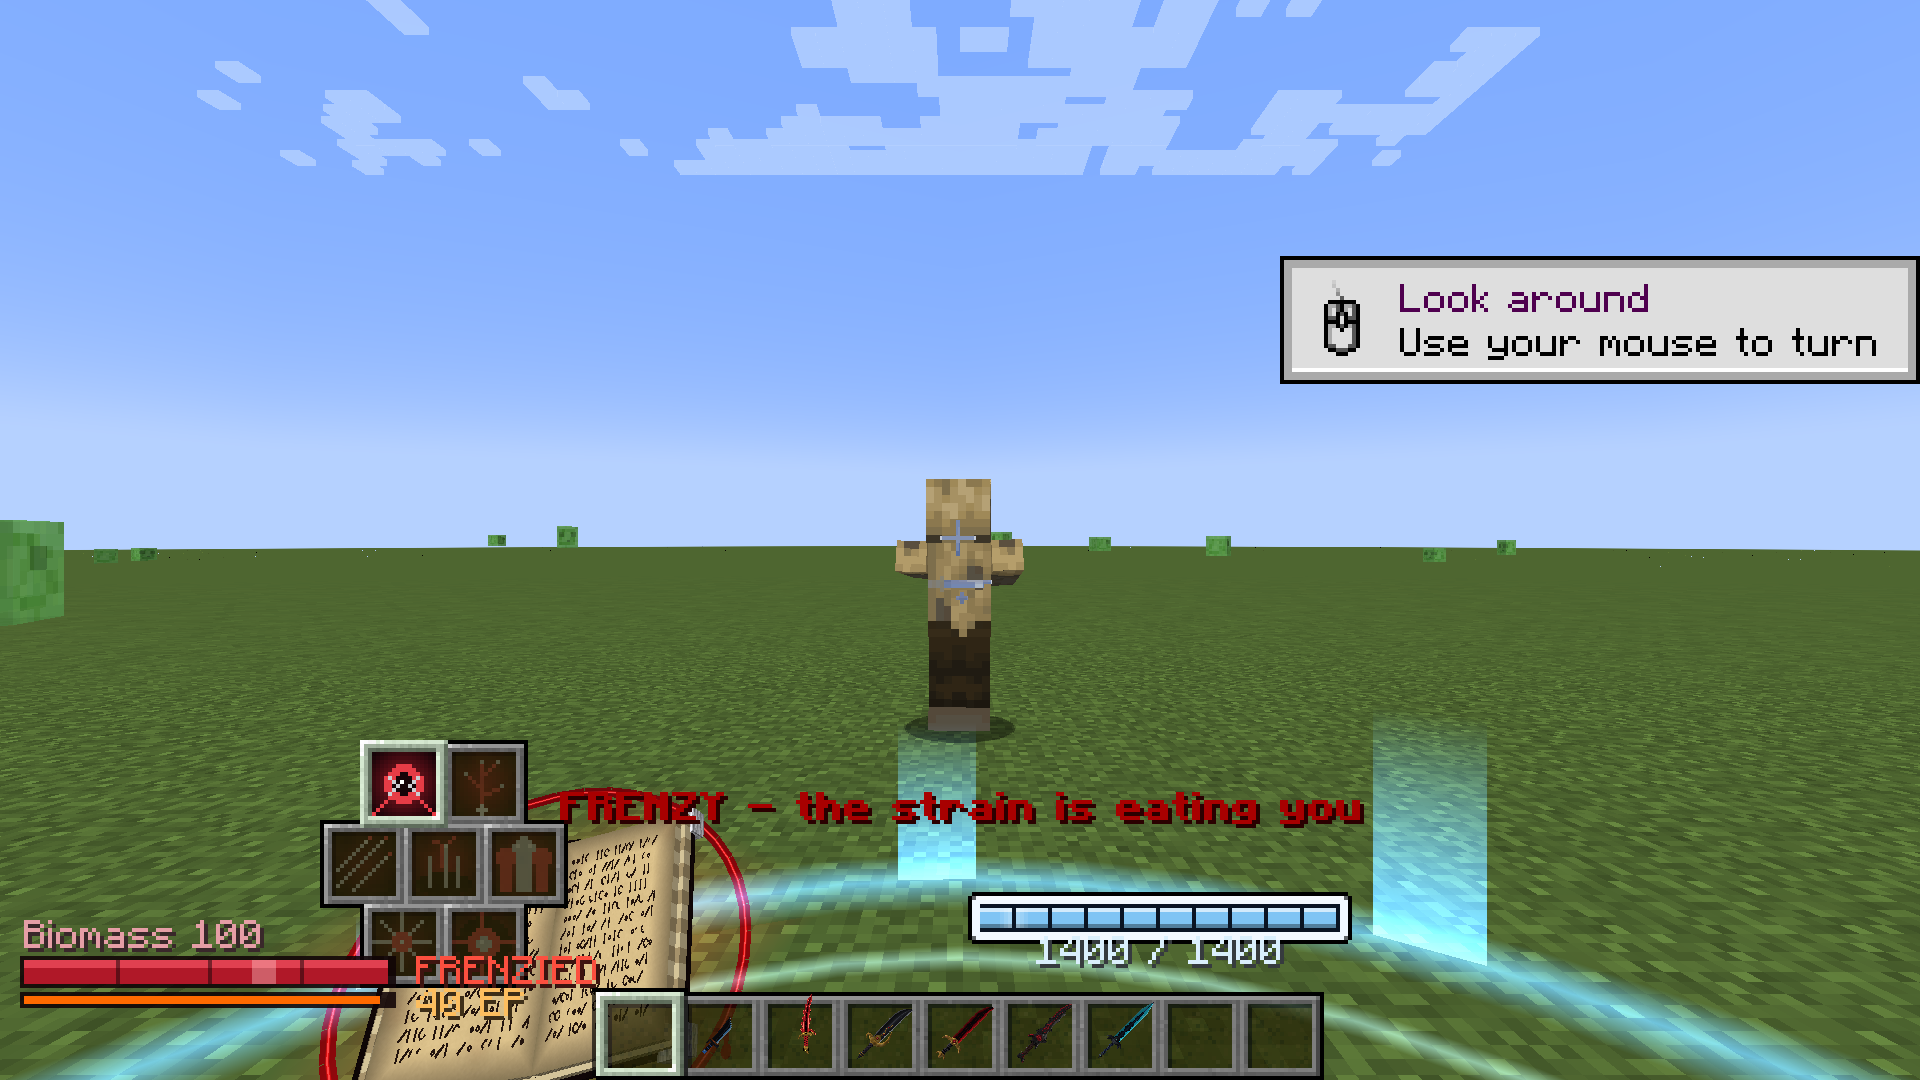 Look around
Use your mouse to turn
FRENZY - the strain is eating you
Biomass 100
1400 / 1400
FRENZIED
49 EP